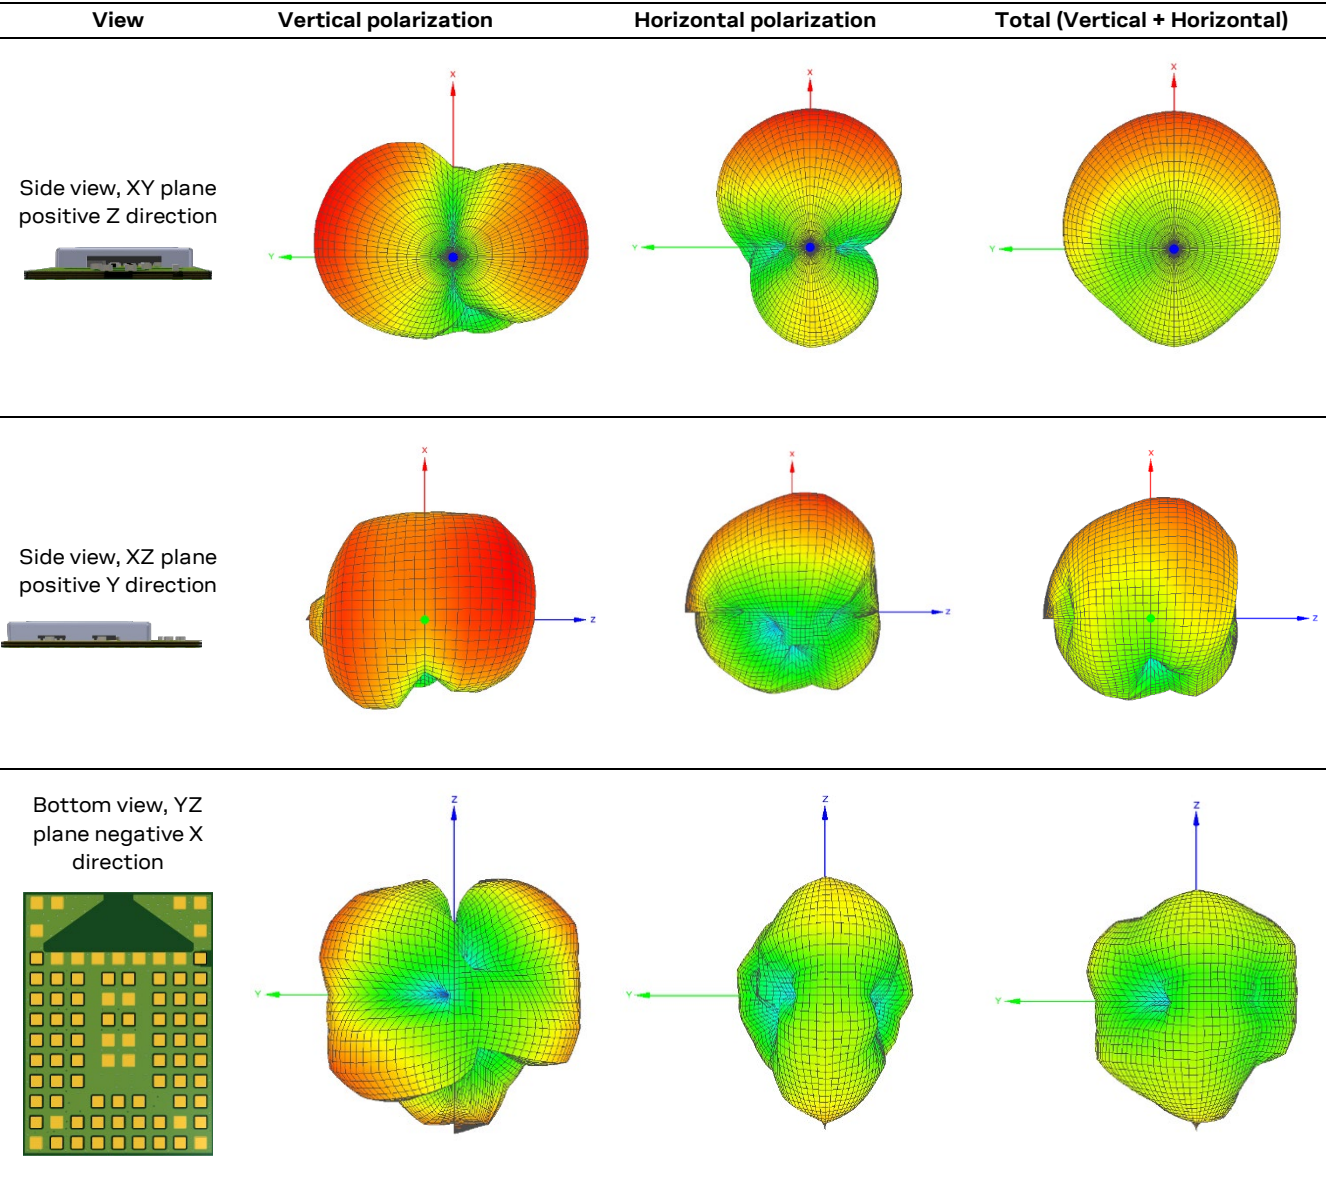 View Vertical polarization Horizontal polarization Total (Vertical + Horizontal)
Side view, XY plane
positive Z direction
X
Y
X
Y
X
Y
Side view, XZ plane
positive Y direction
X
Z
X
Z
X
Z
Bottom view, YZ
plane negative X
direction
Z
Y
Z
Y
Z
Y